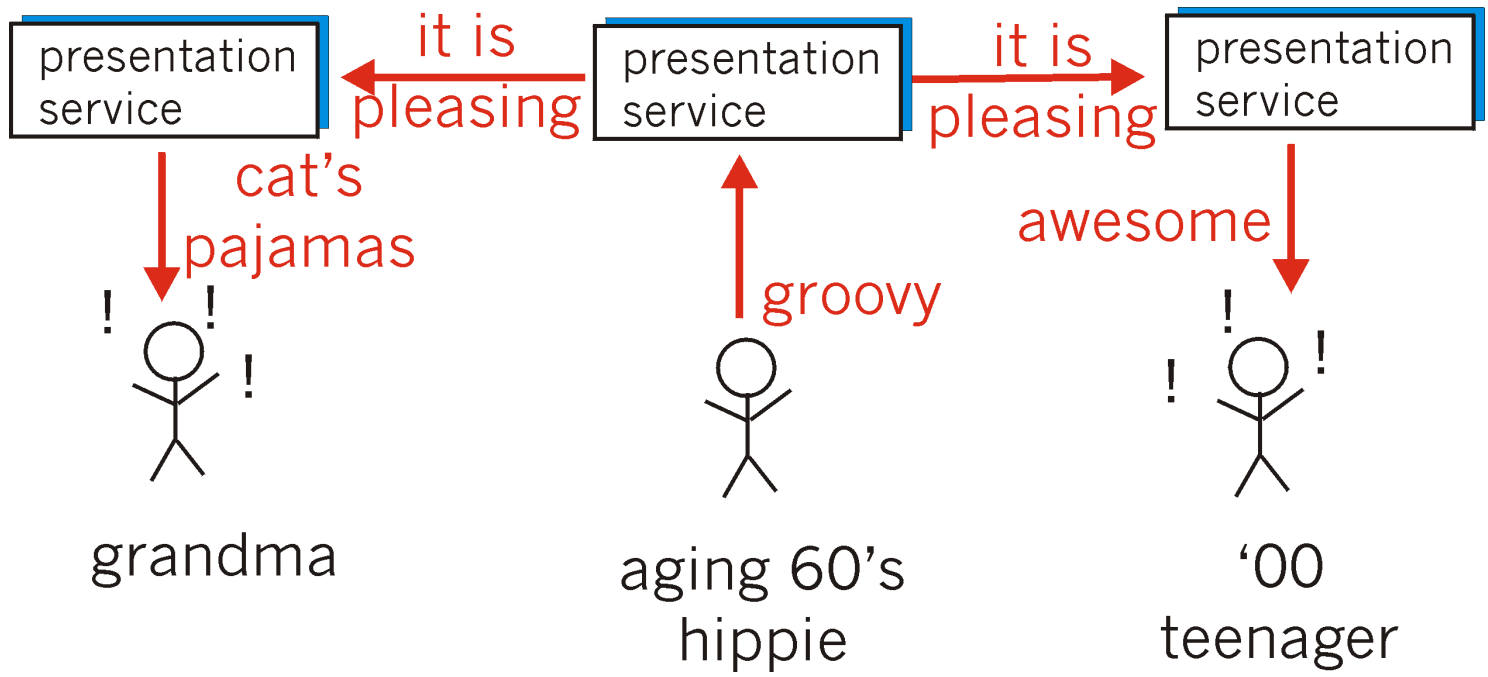 presentation
service
it is
pleasing
presentation
service
it is
pleasing
presentation
service
cat's
pajamas
groovy
awesome
! ! !
! ! !
grandma
aging 60's
hippie
‘00
teenager